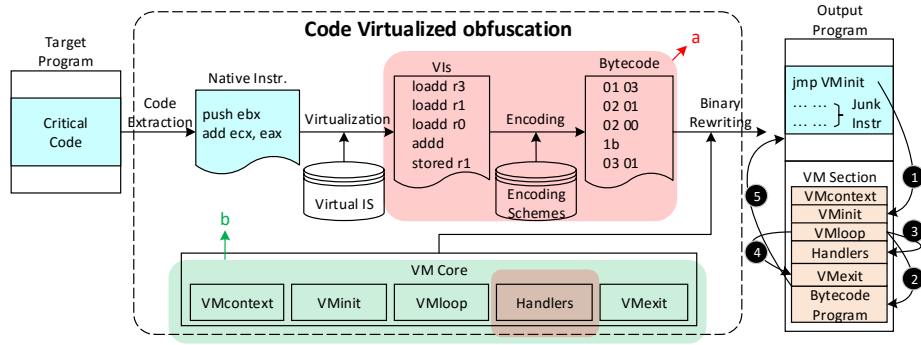 Code Virtualized obfuscation
Target
Program
Critical
Code
Code
Extraction
Native Instr.
push ebx
add ecx, eax
Virtualization
Virtual IS
VIs
loadd r3
loadd r1
loadd r0
addd
stored r1
Encoding
Encoding
Schemes
a
Bytecode
01 03
02 01
02 00
1b
03 01
Binary
Rewriting
b
VM Core
VMcontext
VMinit
VMloop
Handlers
VMexit
Output
Program
jmp VMinit
... ... Junk
... ... Instr
VM Section
VMcontext
VMinit
VMloop
Handlers
VMexit
Bytecode
Program
1
5
3
4
2